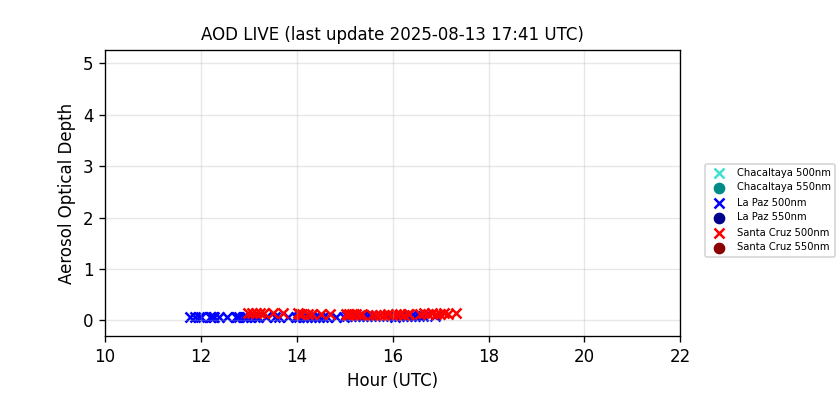 AOD LIVE (last update 2025-08-13 17:41 UTC)
Aerosol Optical Depth
5
4
3
2
1
0
10 12 14 16 18 20 22
Hour (UTC)
Chacaltaya 500nm
Chacaltaya 550nm
La Paz 500nm
La Paz 550nm
Santa Cruz 500nm
Santa Cruz 550nm